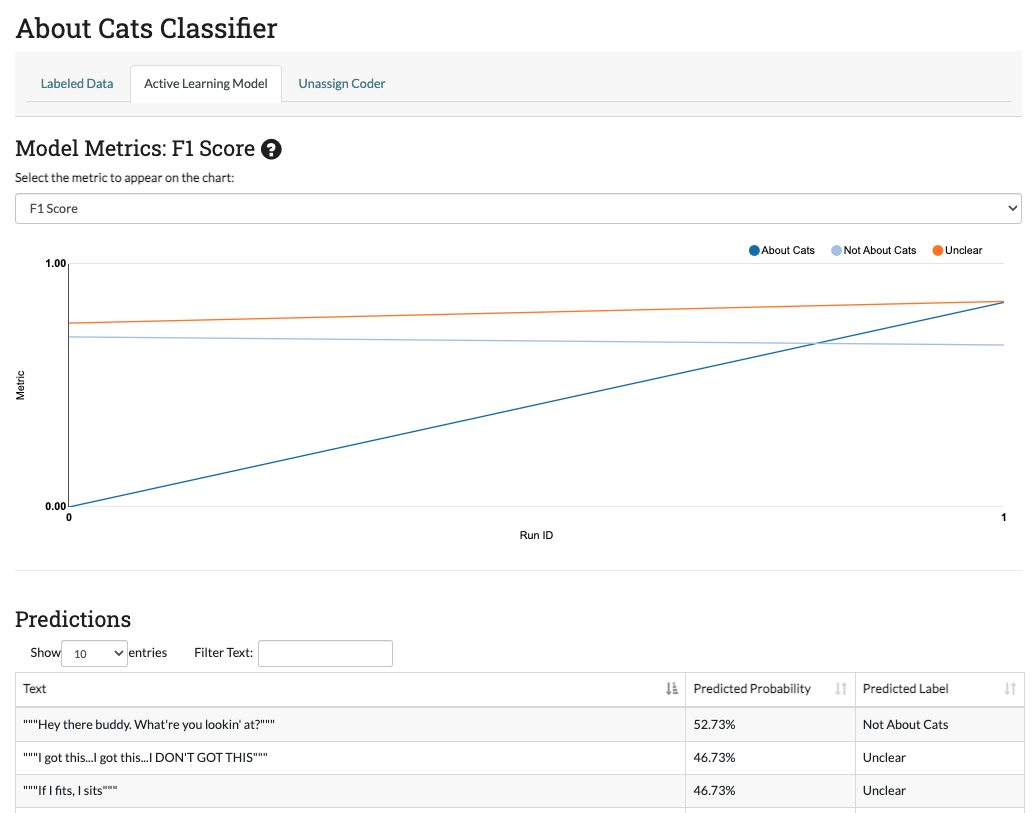 About Cats Classifier
Labeled Data Active Learning Model Unassign Coder
Model Metrics: F1 Score ?
Select the metric to appear on the chart:
F1 Score
About Cats Not About Cats Unclear
1.00
Metric
0.00
0 1
Run ID
Predictions
Show 10 entries Filter Text:
Text Predicted Probability Predicted Label
"""Hey there buddy. What're you lookin' at?""" 52.73% Not About Cats
"""I got this...I got this...I DON'T GOT THIS""" 46.73% Unclear
"""If I fits, I sits""" 46.73% Unclear